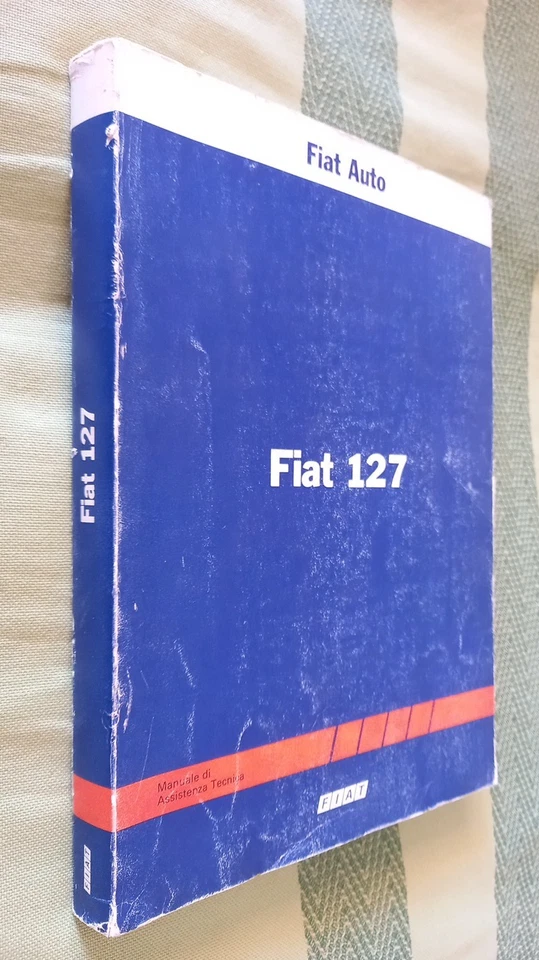 Fiat Auto
Fiat 127
Fiat 127
Manuale di
Assistenza Tecnica
FIAT
FIAT